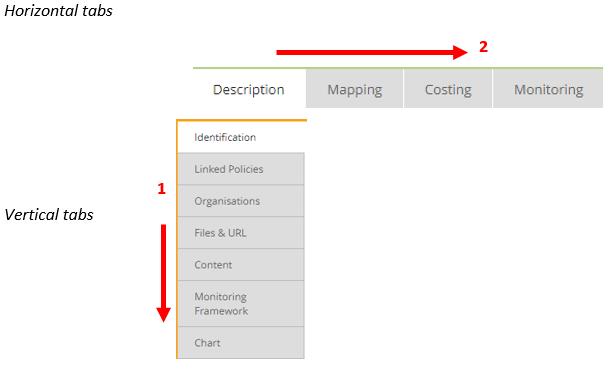 Horizontal tabs
2
Description Mapping Costing Monitoring
Identification
Linked Policies
1
Organisations
Vertical tabs
Files & URL
Content
Monitoring
Framework
Chart